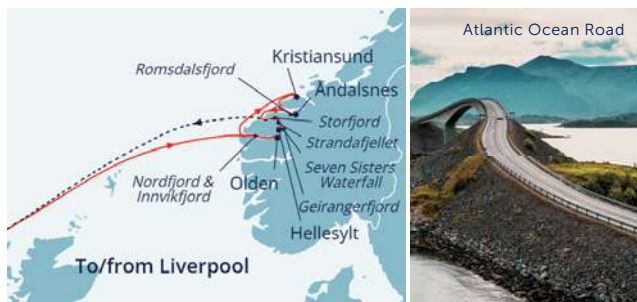 Kristiansund
Romsdalsfjord
Åndalsnes
Storfjord
Strandafjellet
Seven Sisters
Waterfall
Nordfjord &
Innvikfjord
Olden
Geirangerfjord
Hellesylt
To/from Liverpool
Atlantic Ocean Road